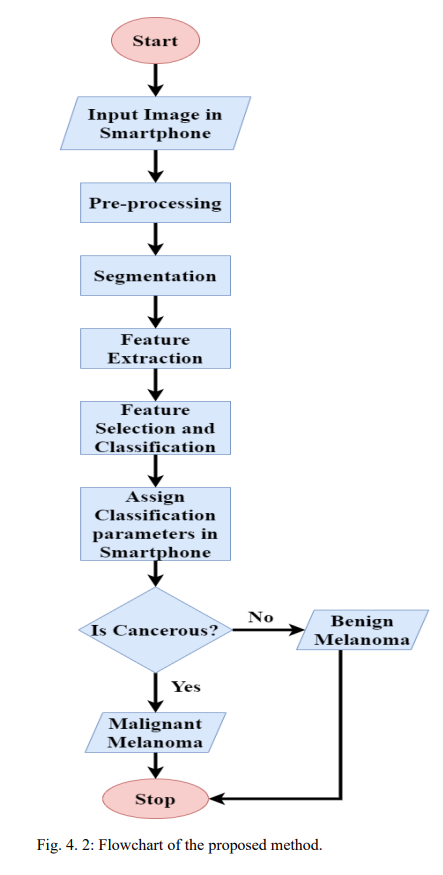 Start
Input Image in
Smartphone
Pre-processing
Segmentation
Feature
Extraction
Feature
Selection and
Classification
Assign
Classification
parameters in
Smartphone
Is Cancerous?
No
Benign
Melanoma
Yes
Malignant
Melanoma
Stop
Fig. 4. 2: Flowchart of the proposed method.